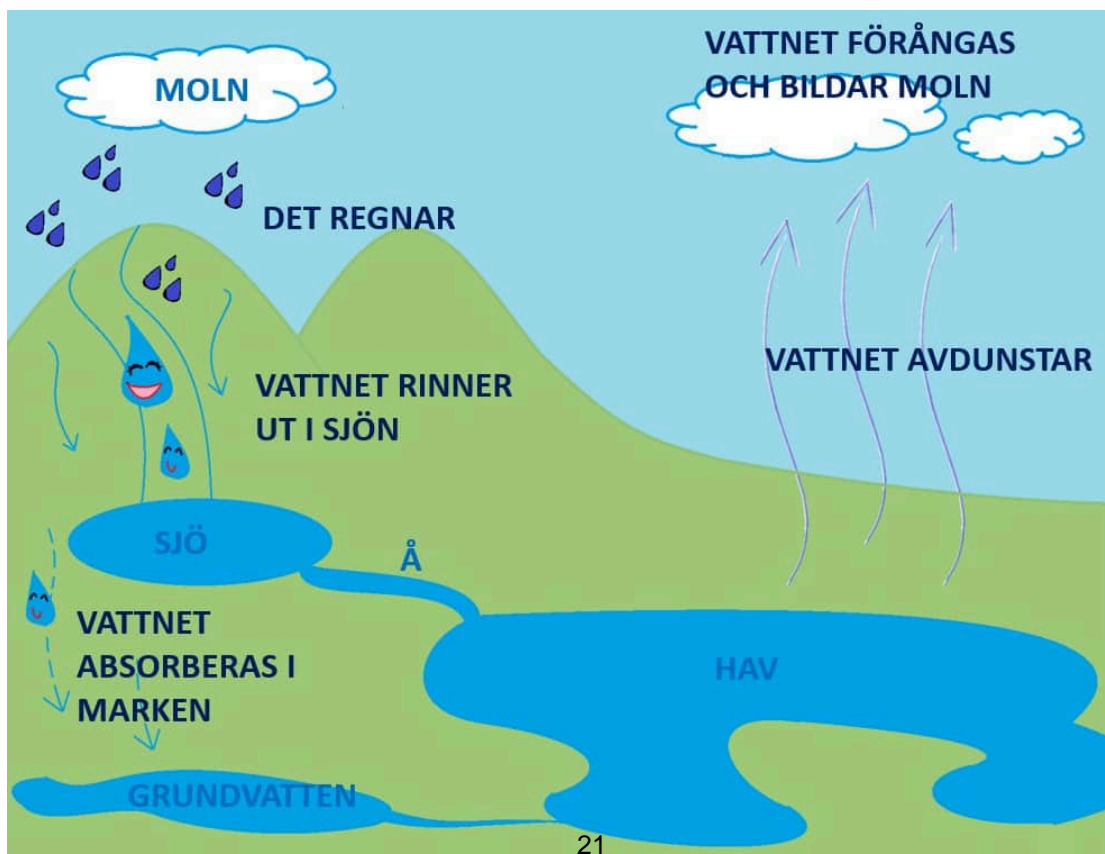 VATTNET FÖRÅNGAS
OCH BILDAR MOLN
MOLN
DET REGNAR
VATTNET AVDUNSTAR
VATTNET RINNER
UT I SJÖN
SJÖ
Å
VATTNET
ABSORBERAS I
MARKEN
HAV
GRUNDVATTEN
21